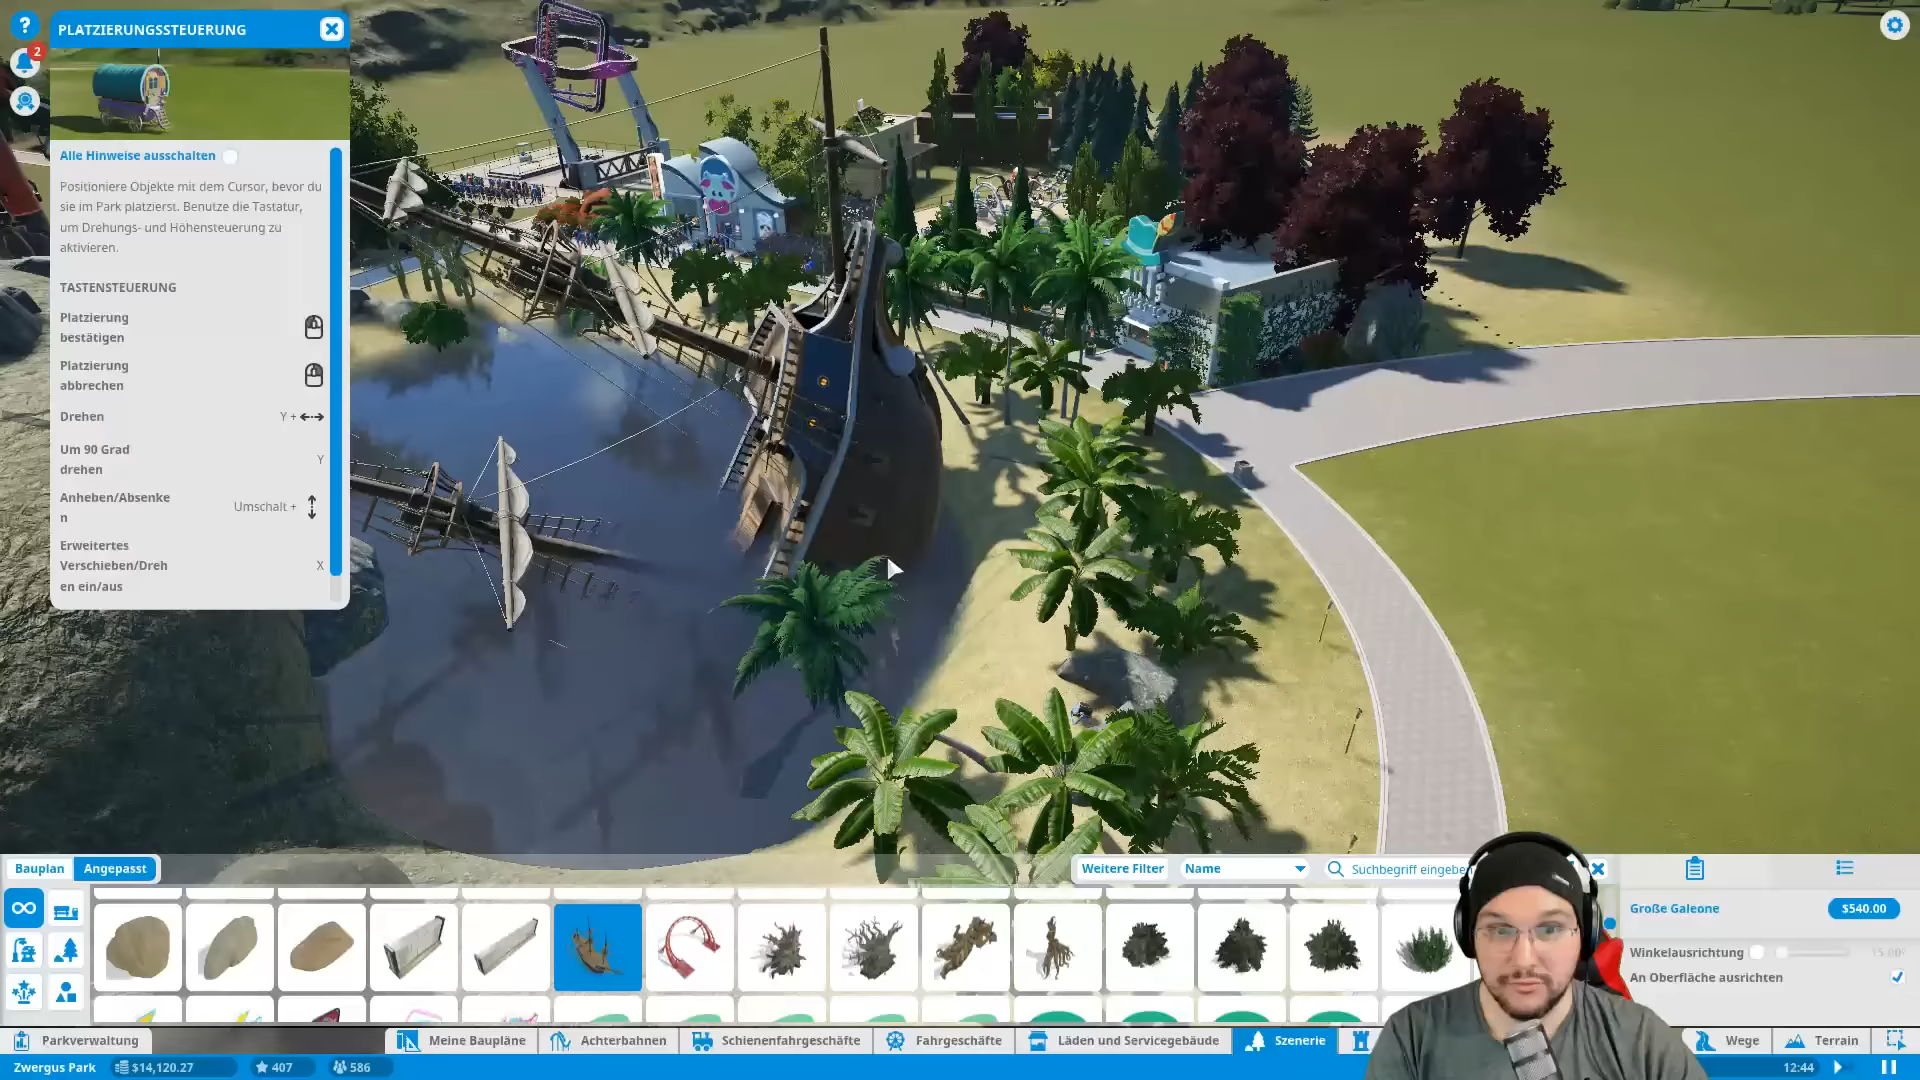 ?
2
PLATZIERUNGSSTEUERUNG
Alle Hinweise ausschalten
Positioniere Objekte mit dem Cursor, bevor du
sie im Park platzierst. Benutze die Tastatur,
um Drehungs- und Höhensteuerung zu
aktivieren.
TASTENSTEUERUNG
Platzierung
bestätigen
Platzierung
abbrechen
Drehen Y +
Um 90 Grad
drehen Y
Anheben/Absenke
n Umschalt +
Erweitertes
Verschieben/Dreh
en ein/aus X
Bauplan Angepasst
Weitere Filter Name Suchbegriff eingeben
Große Galeone $540.00
Winkelausrichtung 15.00°
An Oberfläche ausrichten
Parkverwaltung Meine Baupläne Achterbahnen Schienenfahrgeschäfte Fahrgeschäfte Läden und Servicegebäude Szenerie Wege Terrain
Zwergus Park $14,120.27 407 586 12:44